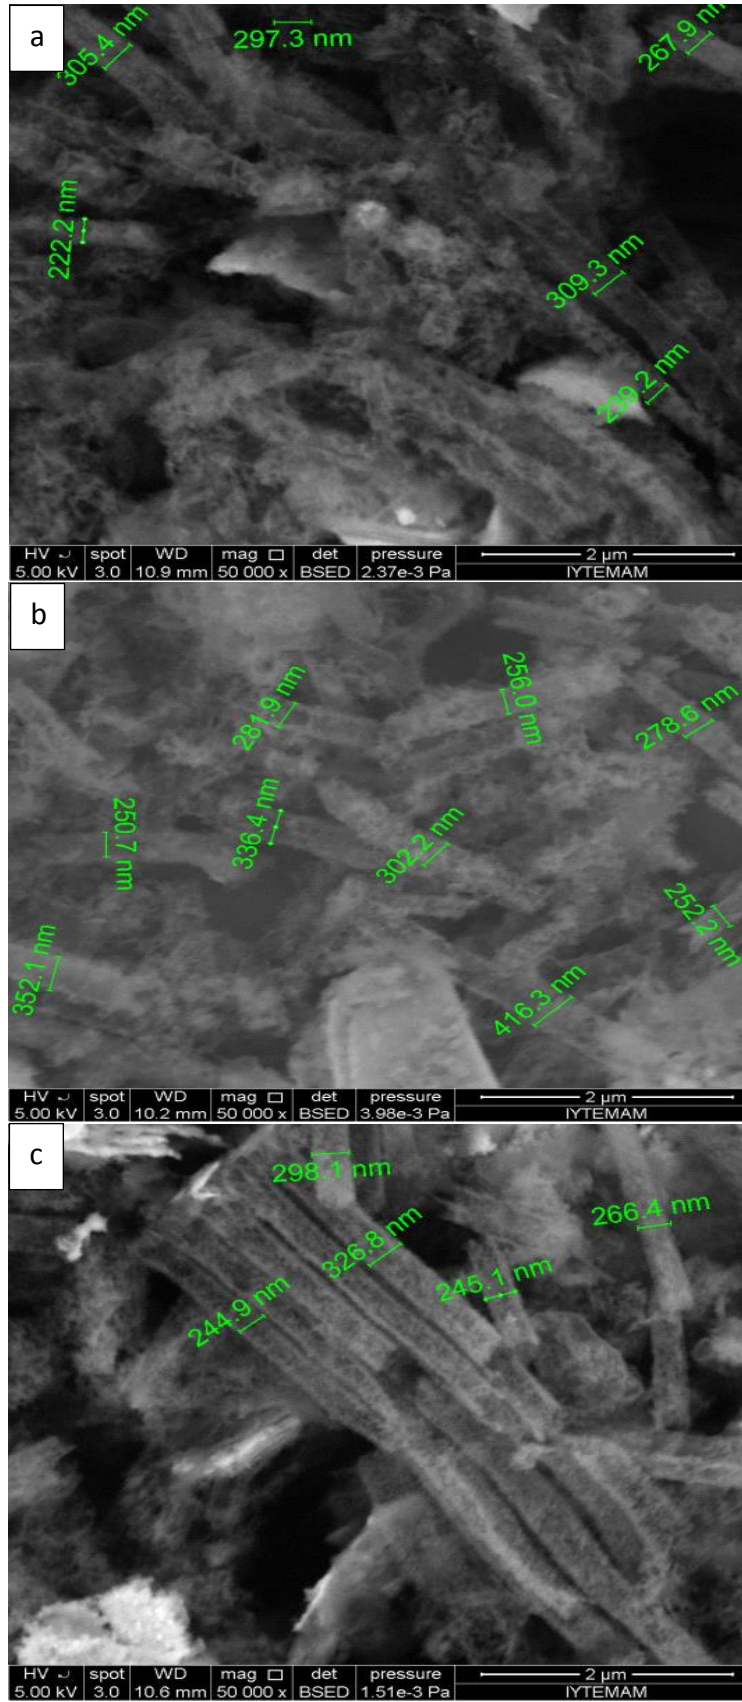 a
305.4 nm
297.3 nm
267.9 nm
222.2 nm
309.3 nm
239.2 nm
HV spot WD mag □ det pressure 2 µm
5.00 kV 3.0 10.9 mm 50 000 x BSED 2.37e-3 Pa IYTEMAM
b
281.9 nm
256.0 nm
278.6 nm
250.7 nm
336.4 nm
302.2 nm
252.2 nm
352.1 nm
416.3 nm
HV spot WD mag □ det pressure 2 µm
5.00 kV 3.0 10.2 mm 50 000 x BSED 3.98e-3 Pa IYTEMAM
c
298.1 nm
266.4 nm
326.8 nm
245.1 nm
244.9 nm
HV spot WD mag □ det pressure 2 µm
5.00 kV 3.0 10.6 mm 50 000 x BSED 1.51e-3 Pa IYTEMAM